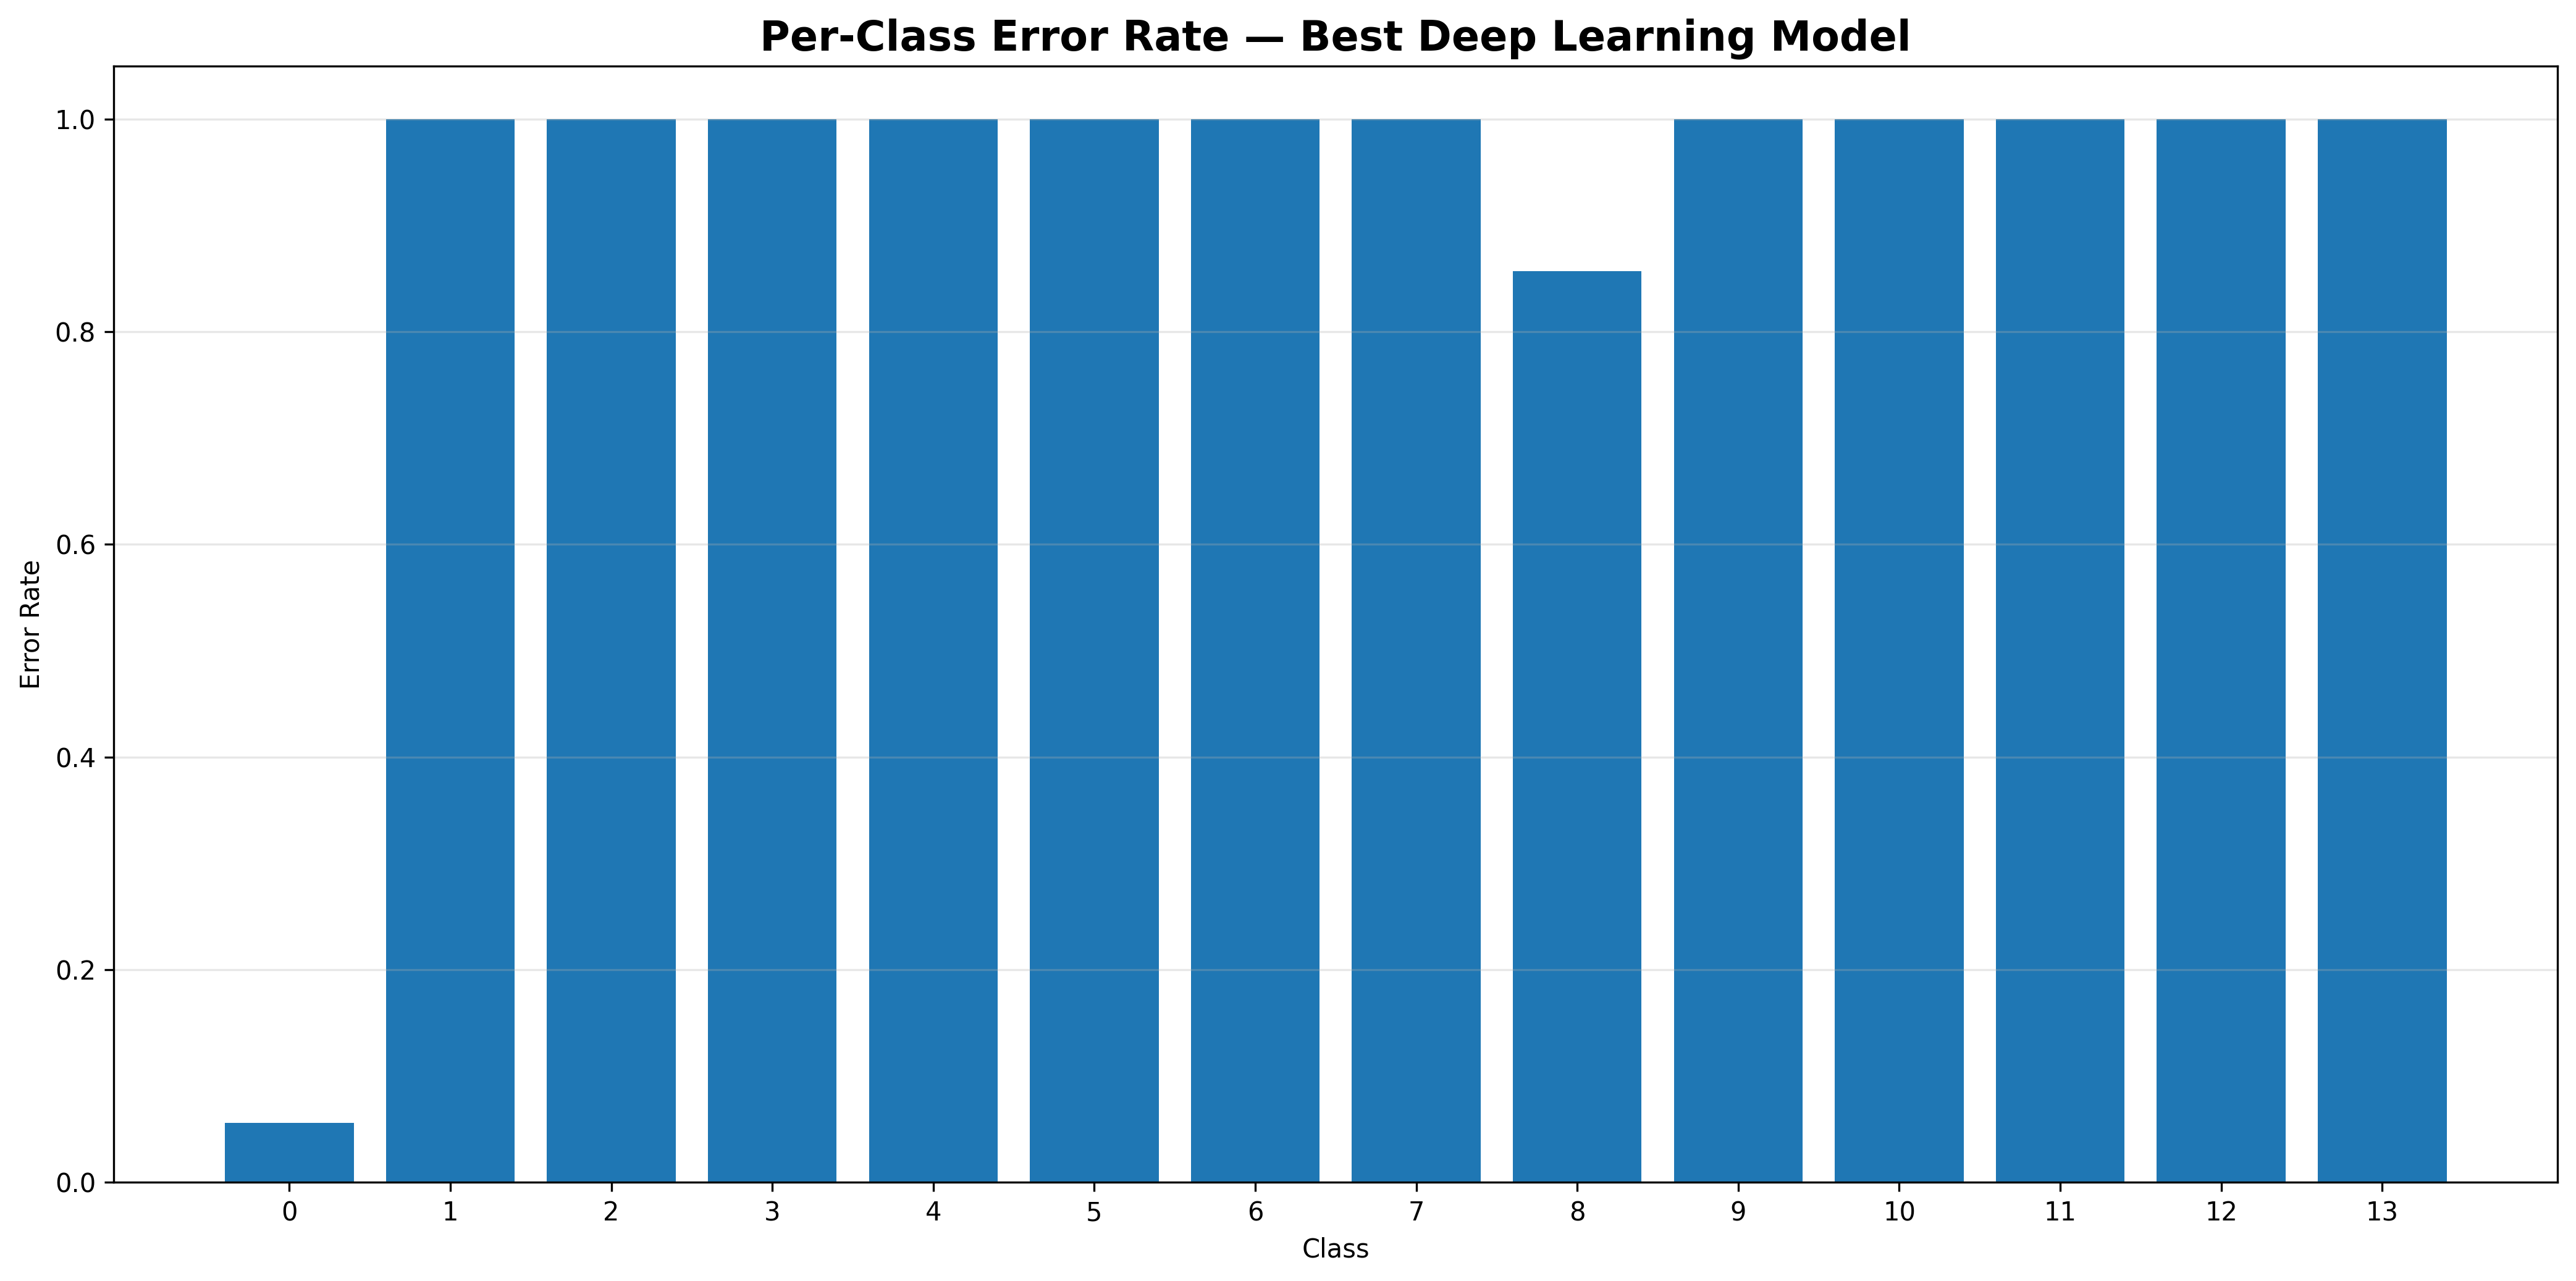 Per-Class Error Rate — Best Deep Learning Model
1.0
0.8
0.6
0.4
0.2
0.0
Error Rate
0 1 2 3 4 5 6 7 8 9 10 11 12 13
Class